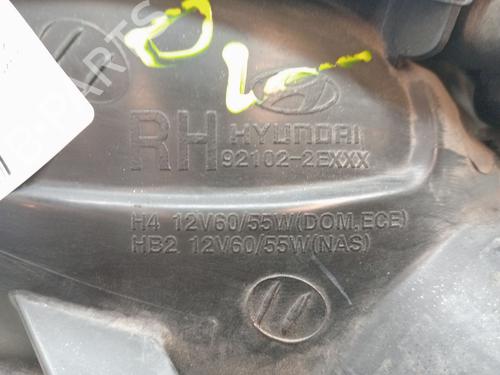 RH HYUNDAI
92102-2EXXX
H4 12V60/55W(DOM,ECE)
HB2 12V60/55W(NAS)